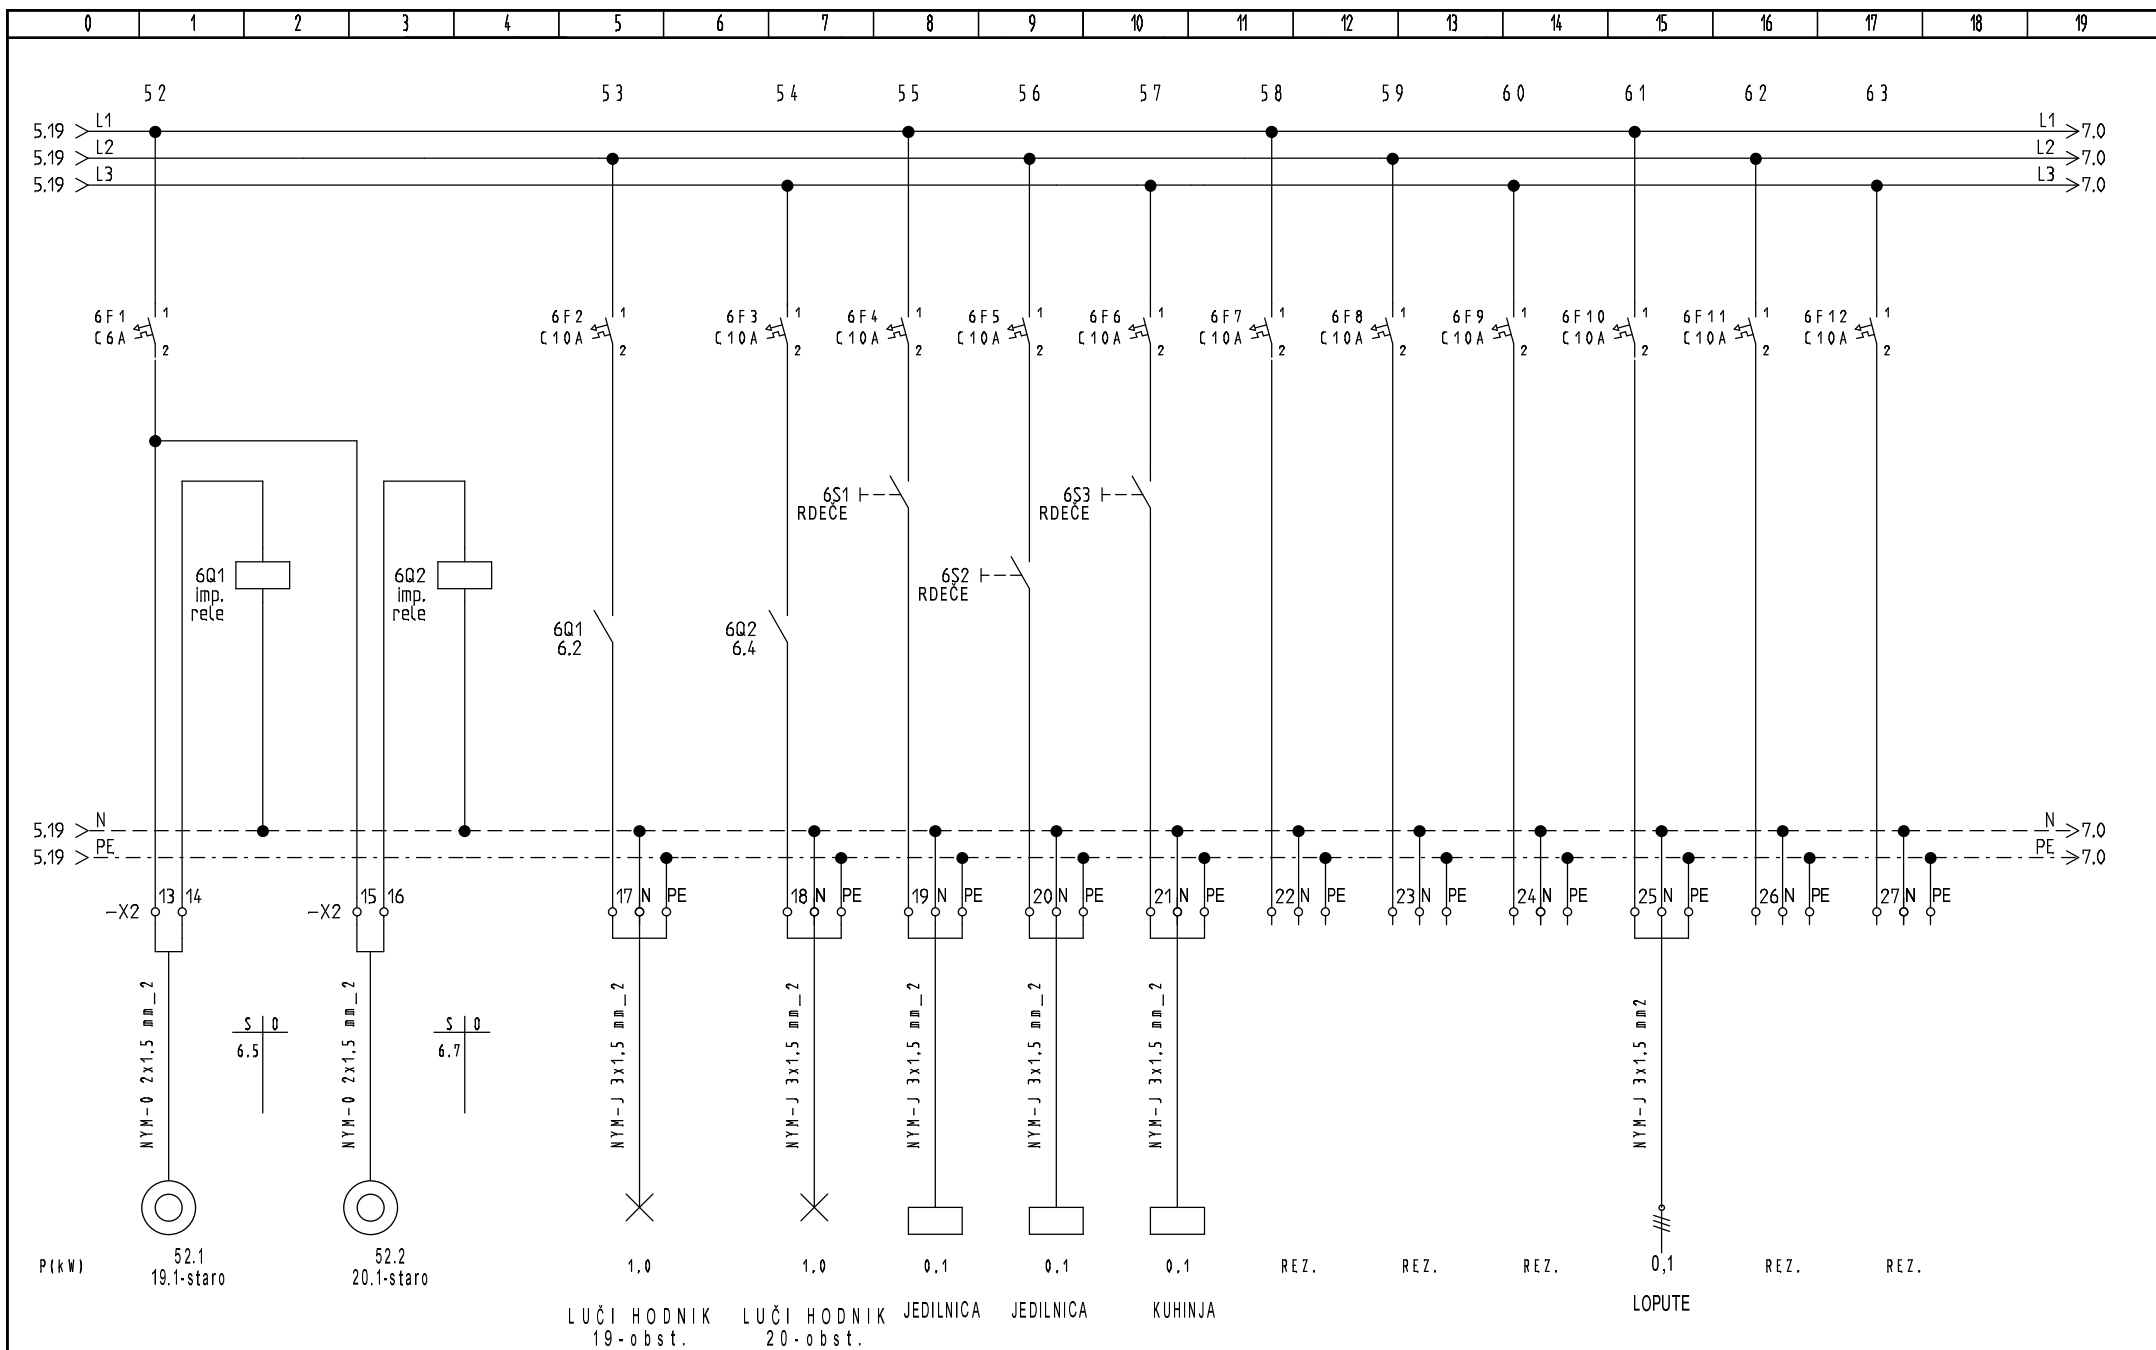 0 1 2 3 4 5 6 7 8 9 10 11 12 13 14 15 16 17 18 19
52 53 54 55 56 57 58 59 60 61 62 63
5.19 L1 L1 7.0
5.19 L2 L2 7.0
5.19 L3 L3 7.0
6F1 1 6F2 1 6F3 1 6F4 1 6F5 1 6F6 1 6F7 1 6F8 1 6F9 1 6F10 1 6F11 1 6F12 1
C6A 2 C10A 2 C10A 2 C10A 2 C10A 2 C10A 2 C10A 2 C10A 2 C10A 2 C10A 2 C10A 2 C10A 2
6S1 6S3
RDEČE RDEČE
6Q1 6Q2 6S2
imp. imp. RDEČE
rele rele
6Q1 6Q2
6.2 6.4
5.19 N N 7.0
5.19 PE PE 7.0
-X2 13 14 -X2 15 16 17 N PE 18 N PE 19 N PE 20 N PE 21 N PE 22 N PE 23 N PE 24 N PE 25 N PE 26 N PE 27 N PE
NYM-O 2x1.5 mm_2
S 0
6.5
NYM-O 2x1.5 mm_2
S 0
6.7
NYM-J 3x1.5 mm_2
NYM-J 3x1.5 mm_2
NYM-J 3x1.5 mm_2
NYM-J 3x1.5 mm_2
NYM-J 3x1.5 mm_2
NYM-J 3x1.5 mm2
P(kW) 52.1 52.2 1.0 1.0 0.1 0.1 0.1 REZ. REZ. REZ. 0,1 REZ. REZ.
19.1-staro 20.1-staro
LUČI HODNIK LUČI HODNIK JEDILNICA JEDILNICA KUHINJA LOPUTE
19-obst. 20-obst.